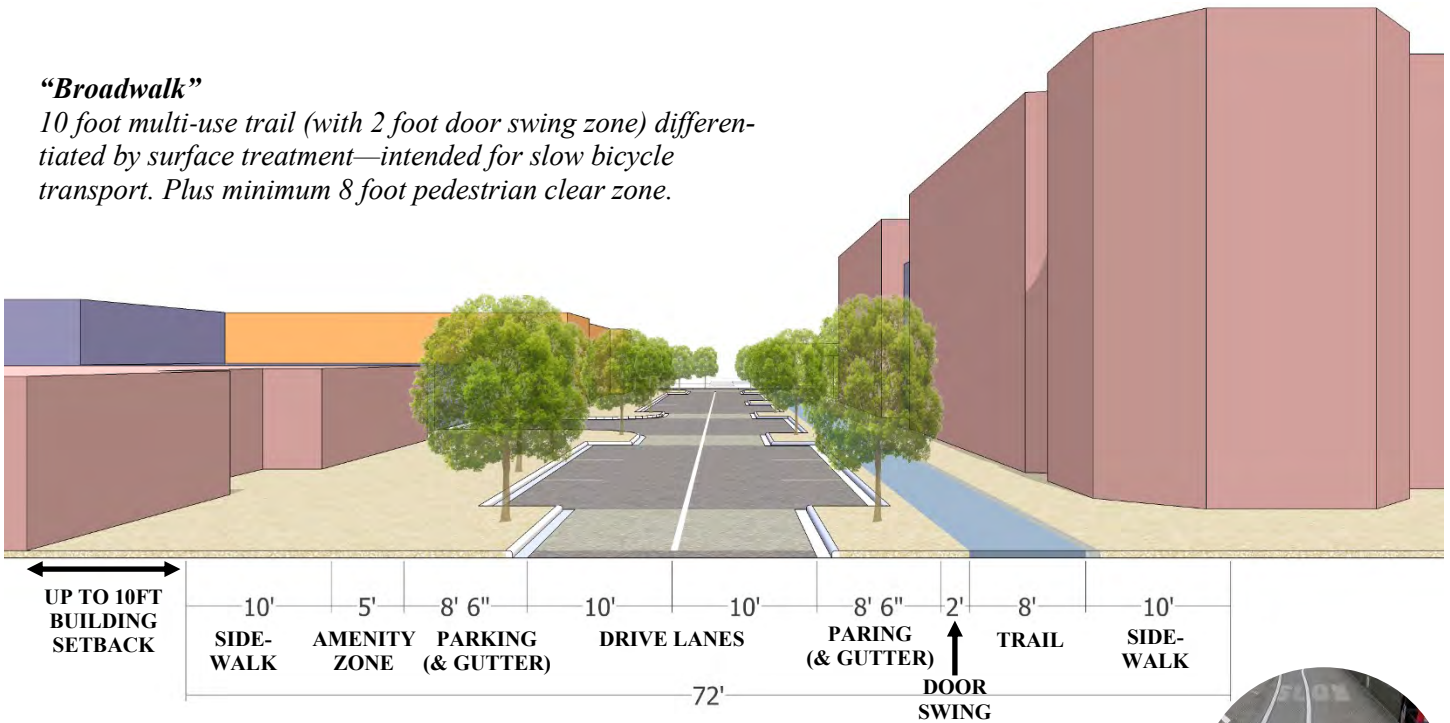 “Broadwalk”
10 foot multi-use trail (with 2 foot door swing zone) differen-
tiated by surface treatment—intended for slow bicycle
transport. Plus minimum 8 foot pedestrian clear zone.
UP TO 10FT
BUILDING
SETBACK
10'
SIDE-
WALK
5'
AMENITY
ZONE
8' 6"
PARKING
(& GUTTER)
10'
10'
DRIVE LANES
8' 6"
PARING
(& GUTTER)
2'
DOOR
SWING
8'
TRAIL
10'
SIDE-
WALK
72'